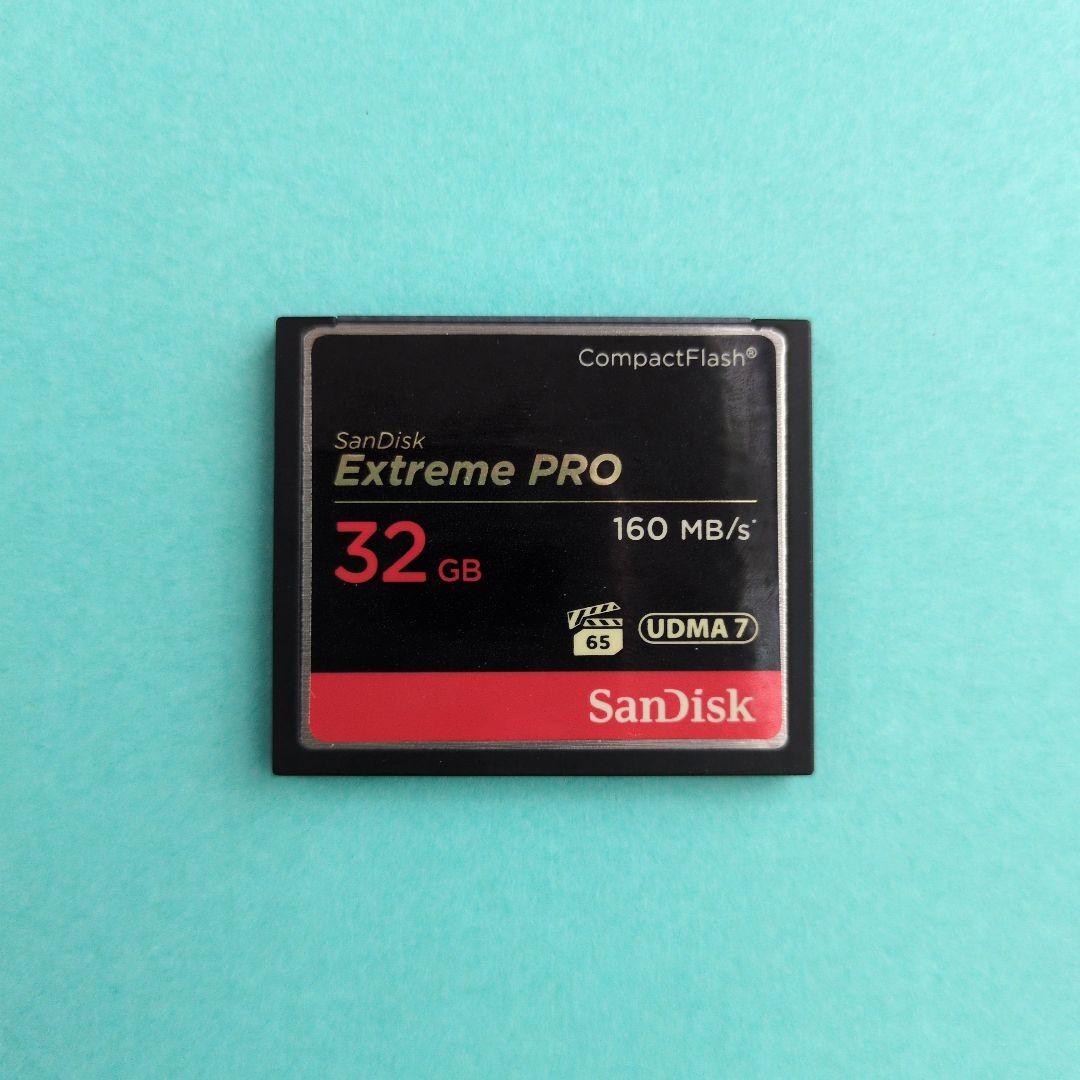 CompactFlash®
SanDisk
Extreme PRO
160 MB/s*
32 GB
65 UDMA 7
SanDisk